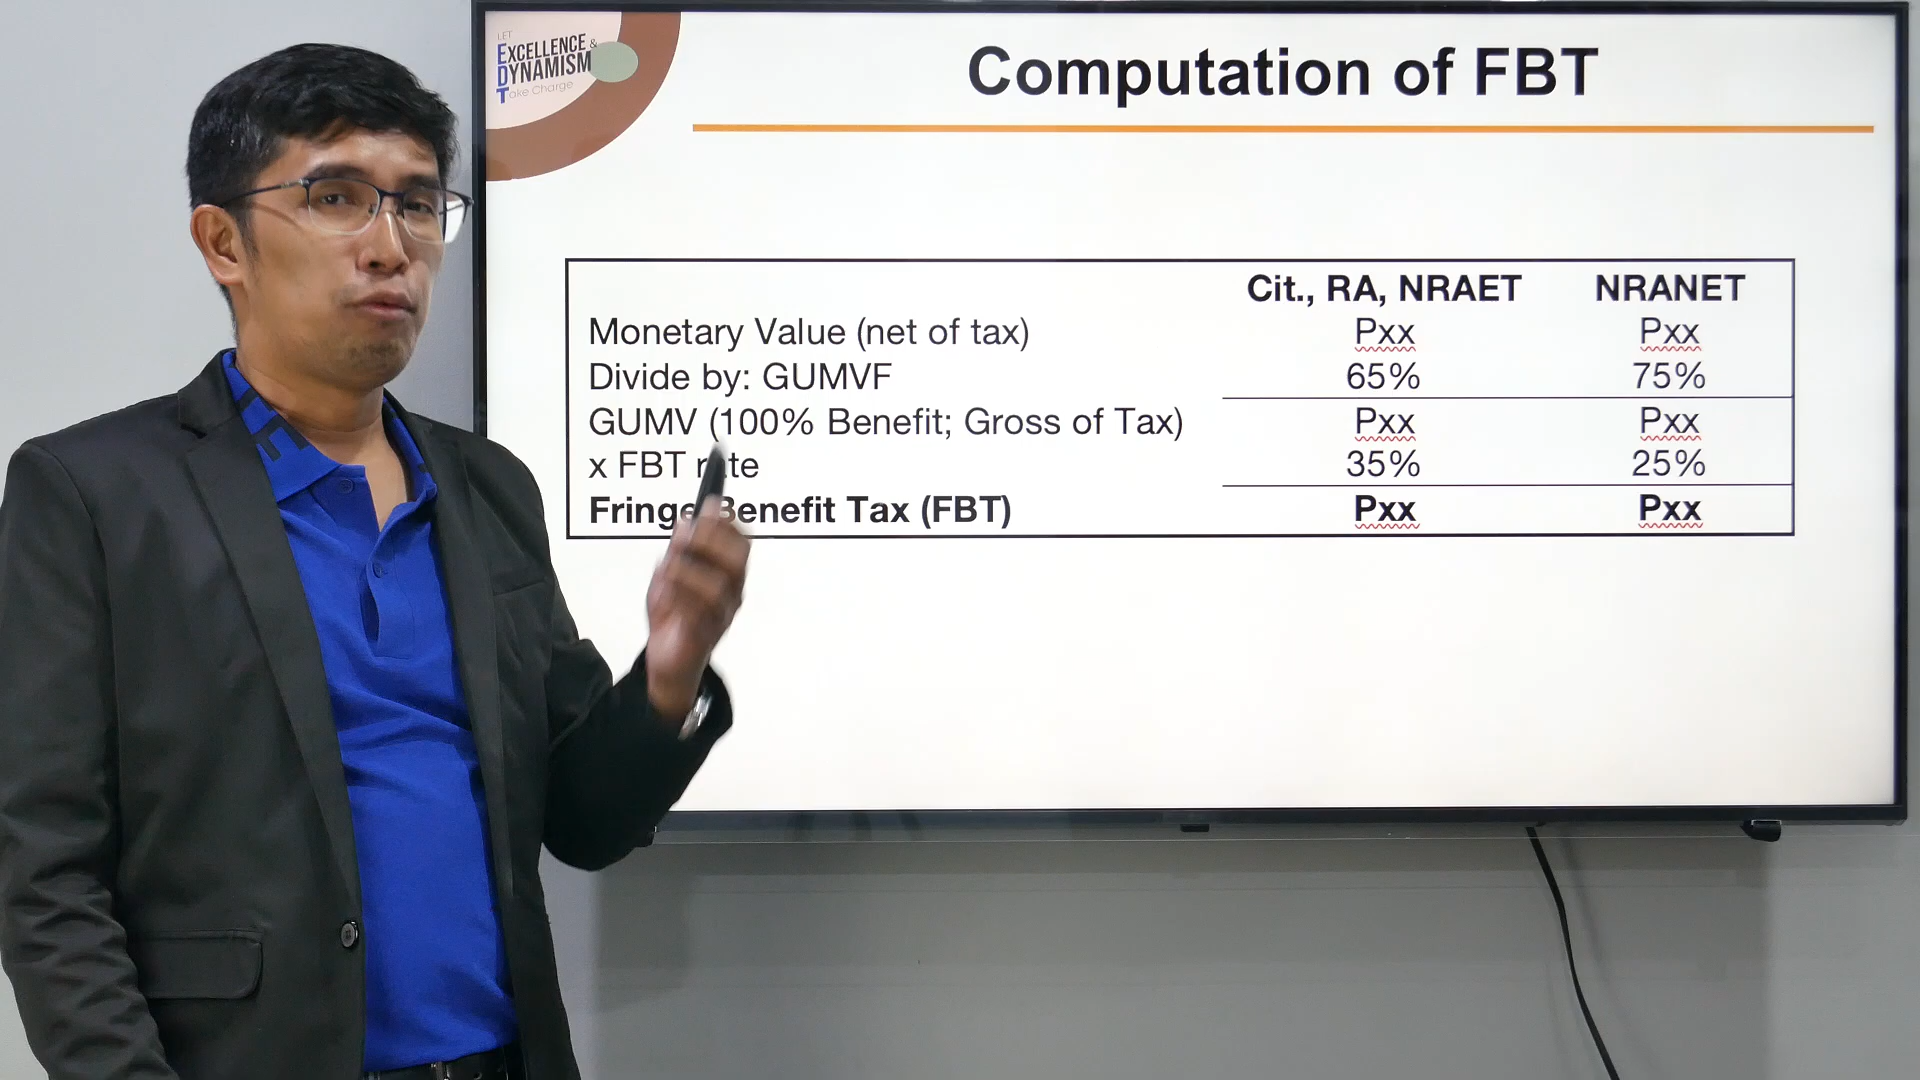 LET
EXCELLENCE &
DYNAMISM
Take Charge
Computation of FBT
Cit., RA, NRAET NRANET
Monetary Value (net of tax) Pxx Pxx
Divide by: GUMVF 65% 75%
GUMV (100% Benefit; Gross of Tax) Pxx Pxx
x FBT rate 35% 25%
Fringe Benefit Tax (FBT) Pxx Pxx